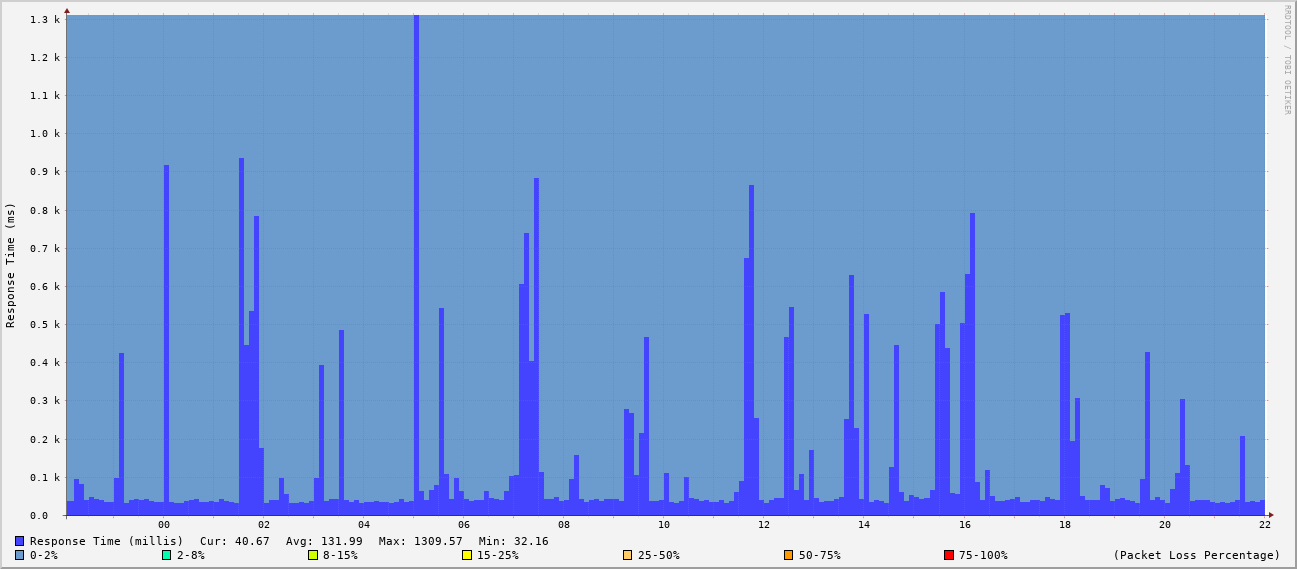 RRDTOOL / TOBI OETIKER
Response Time (ms)
1.3 k
1.2 k
1.1 k
1.0 k
0.9 k
0.8 k
0.7 k
0.6 k
0.5 k
0.4 k
0.3 k
0.2 k
0.1 k
0.0
00 02 04 06 08 10 12 14 16 18 20 22
Response Time (millis) Cur: 40.67 Avg: 131.99 Max: 1309.57 Min: 32.16
0-2% 2-8% 8-15% 15-25% 25-50% 50-75% 75-100% (Packet Loss Percentage)